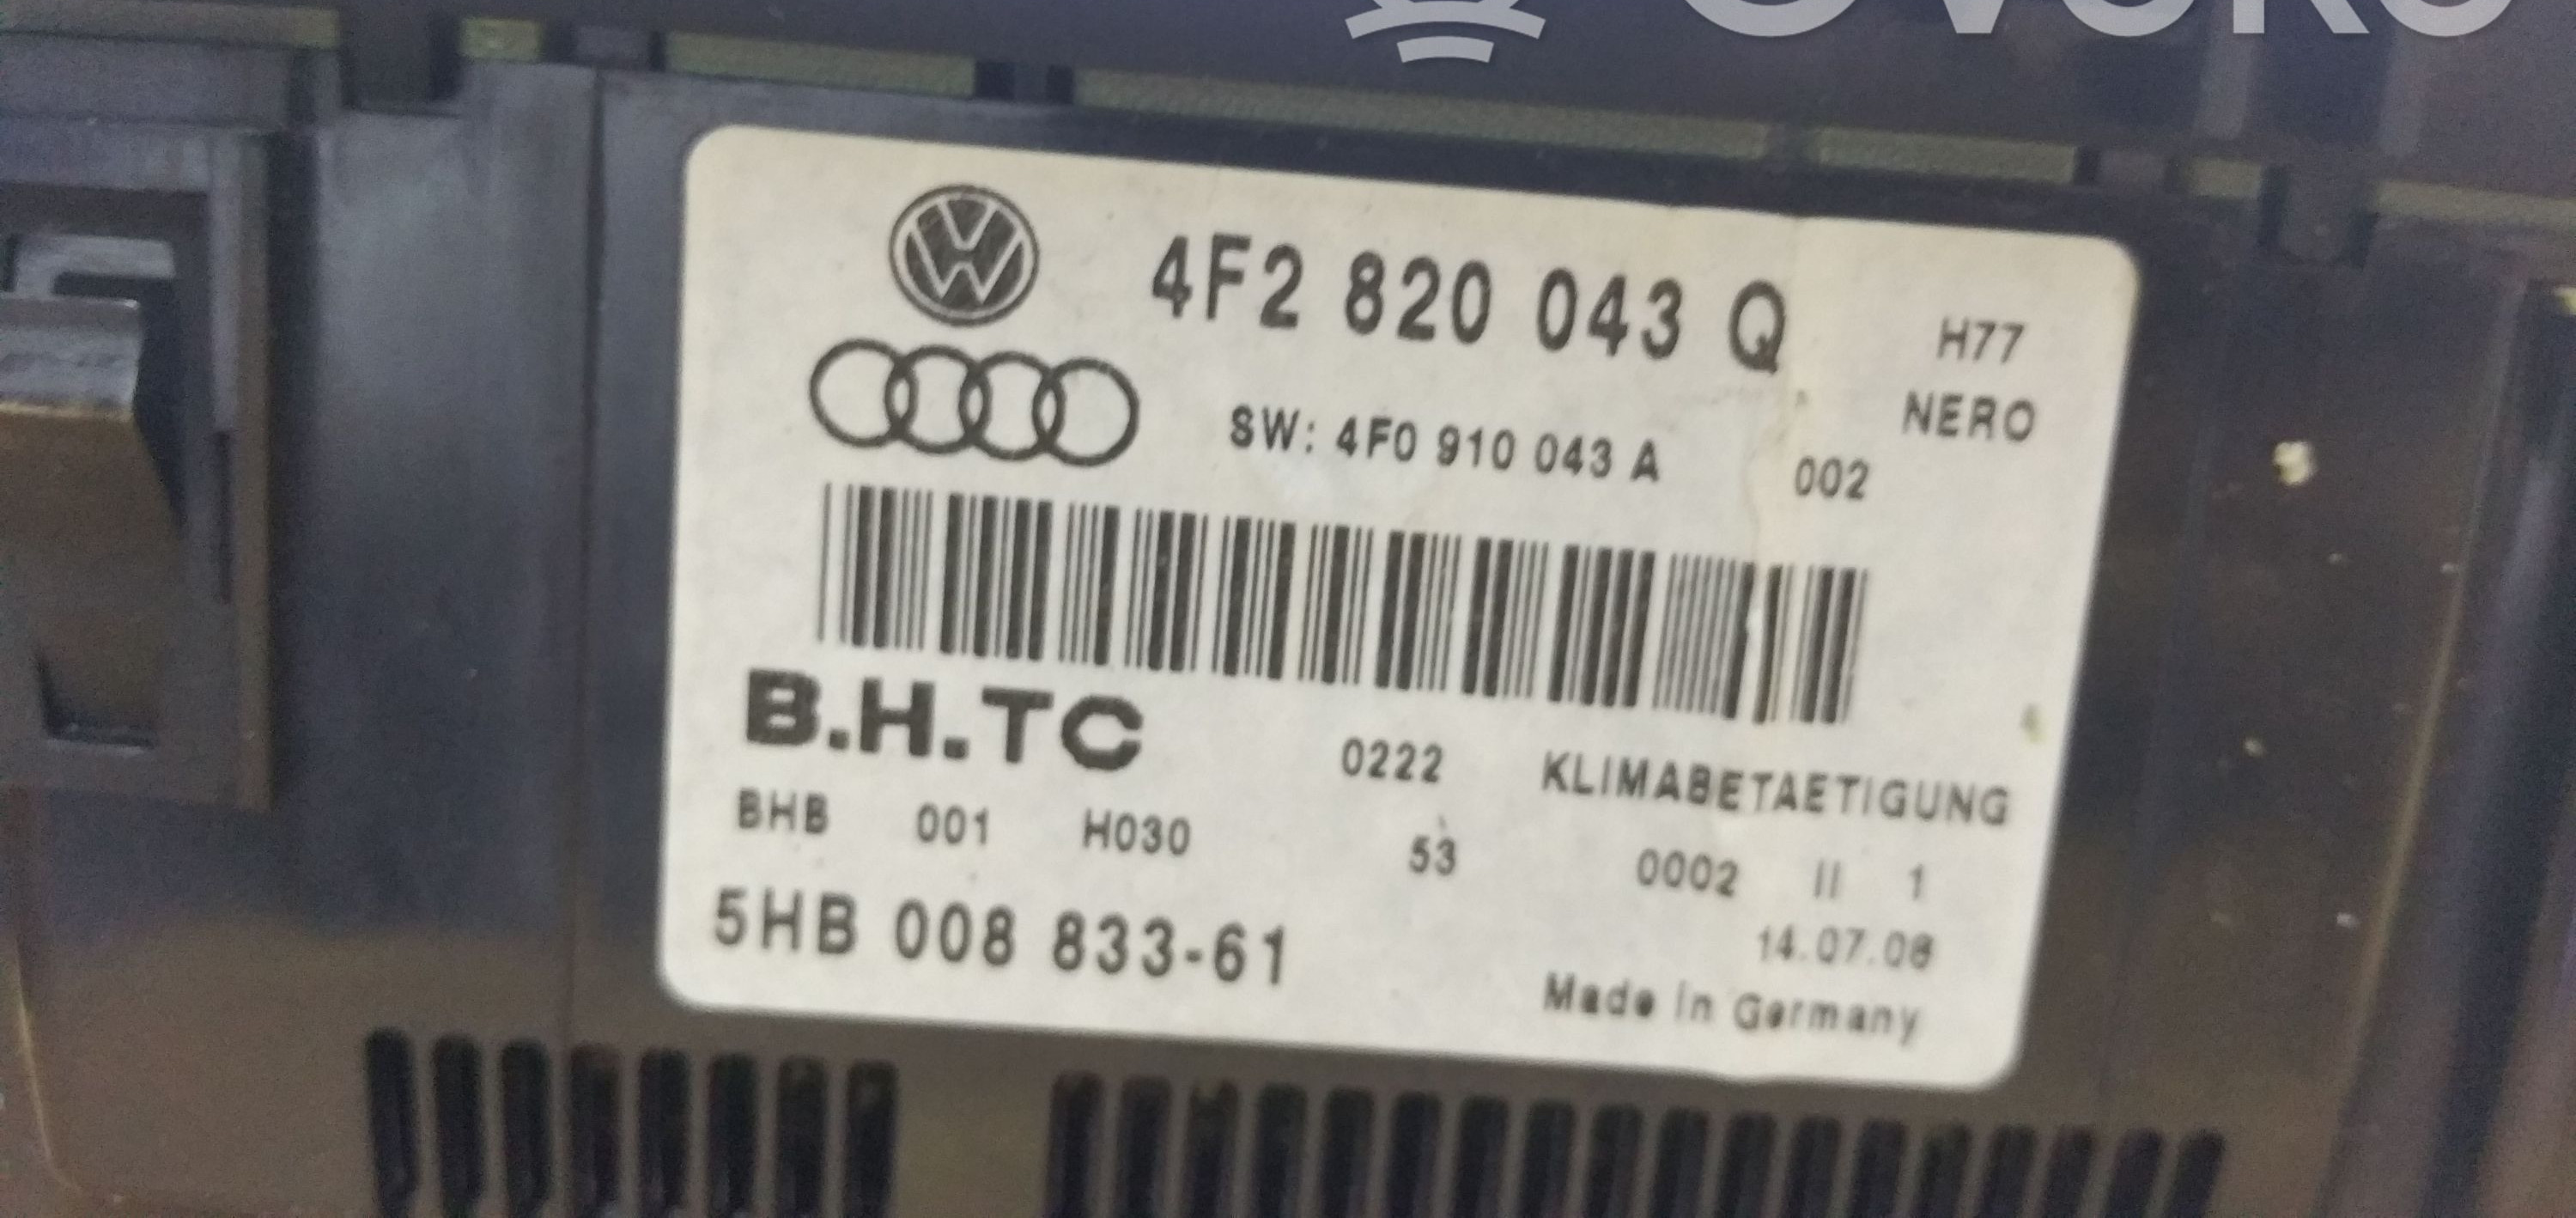 4F2 820 043 Q
H77
NERO
SW: 4F0 910 043 A 002
B.H.TC
0222 KLIMABETAETIGUNG
BHB 001 H030 53 0002 II 1
5HB 008 833-61
14.07.08
Made in Germany